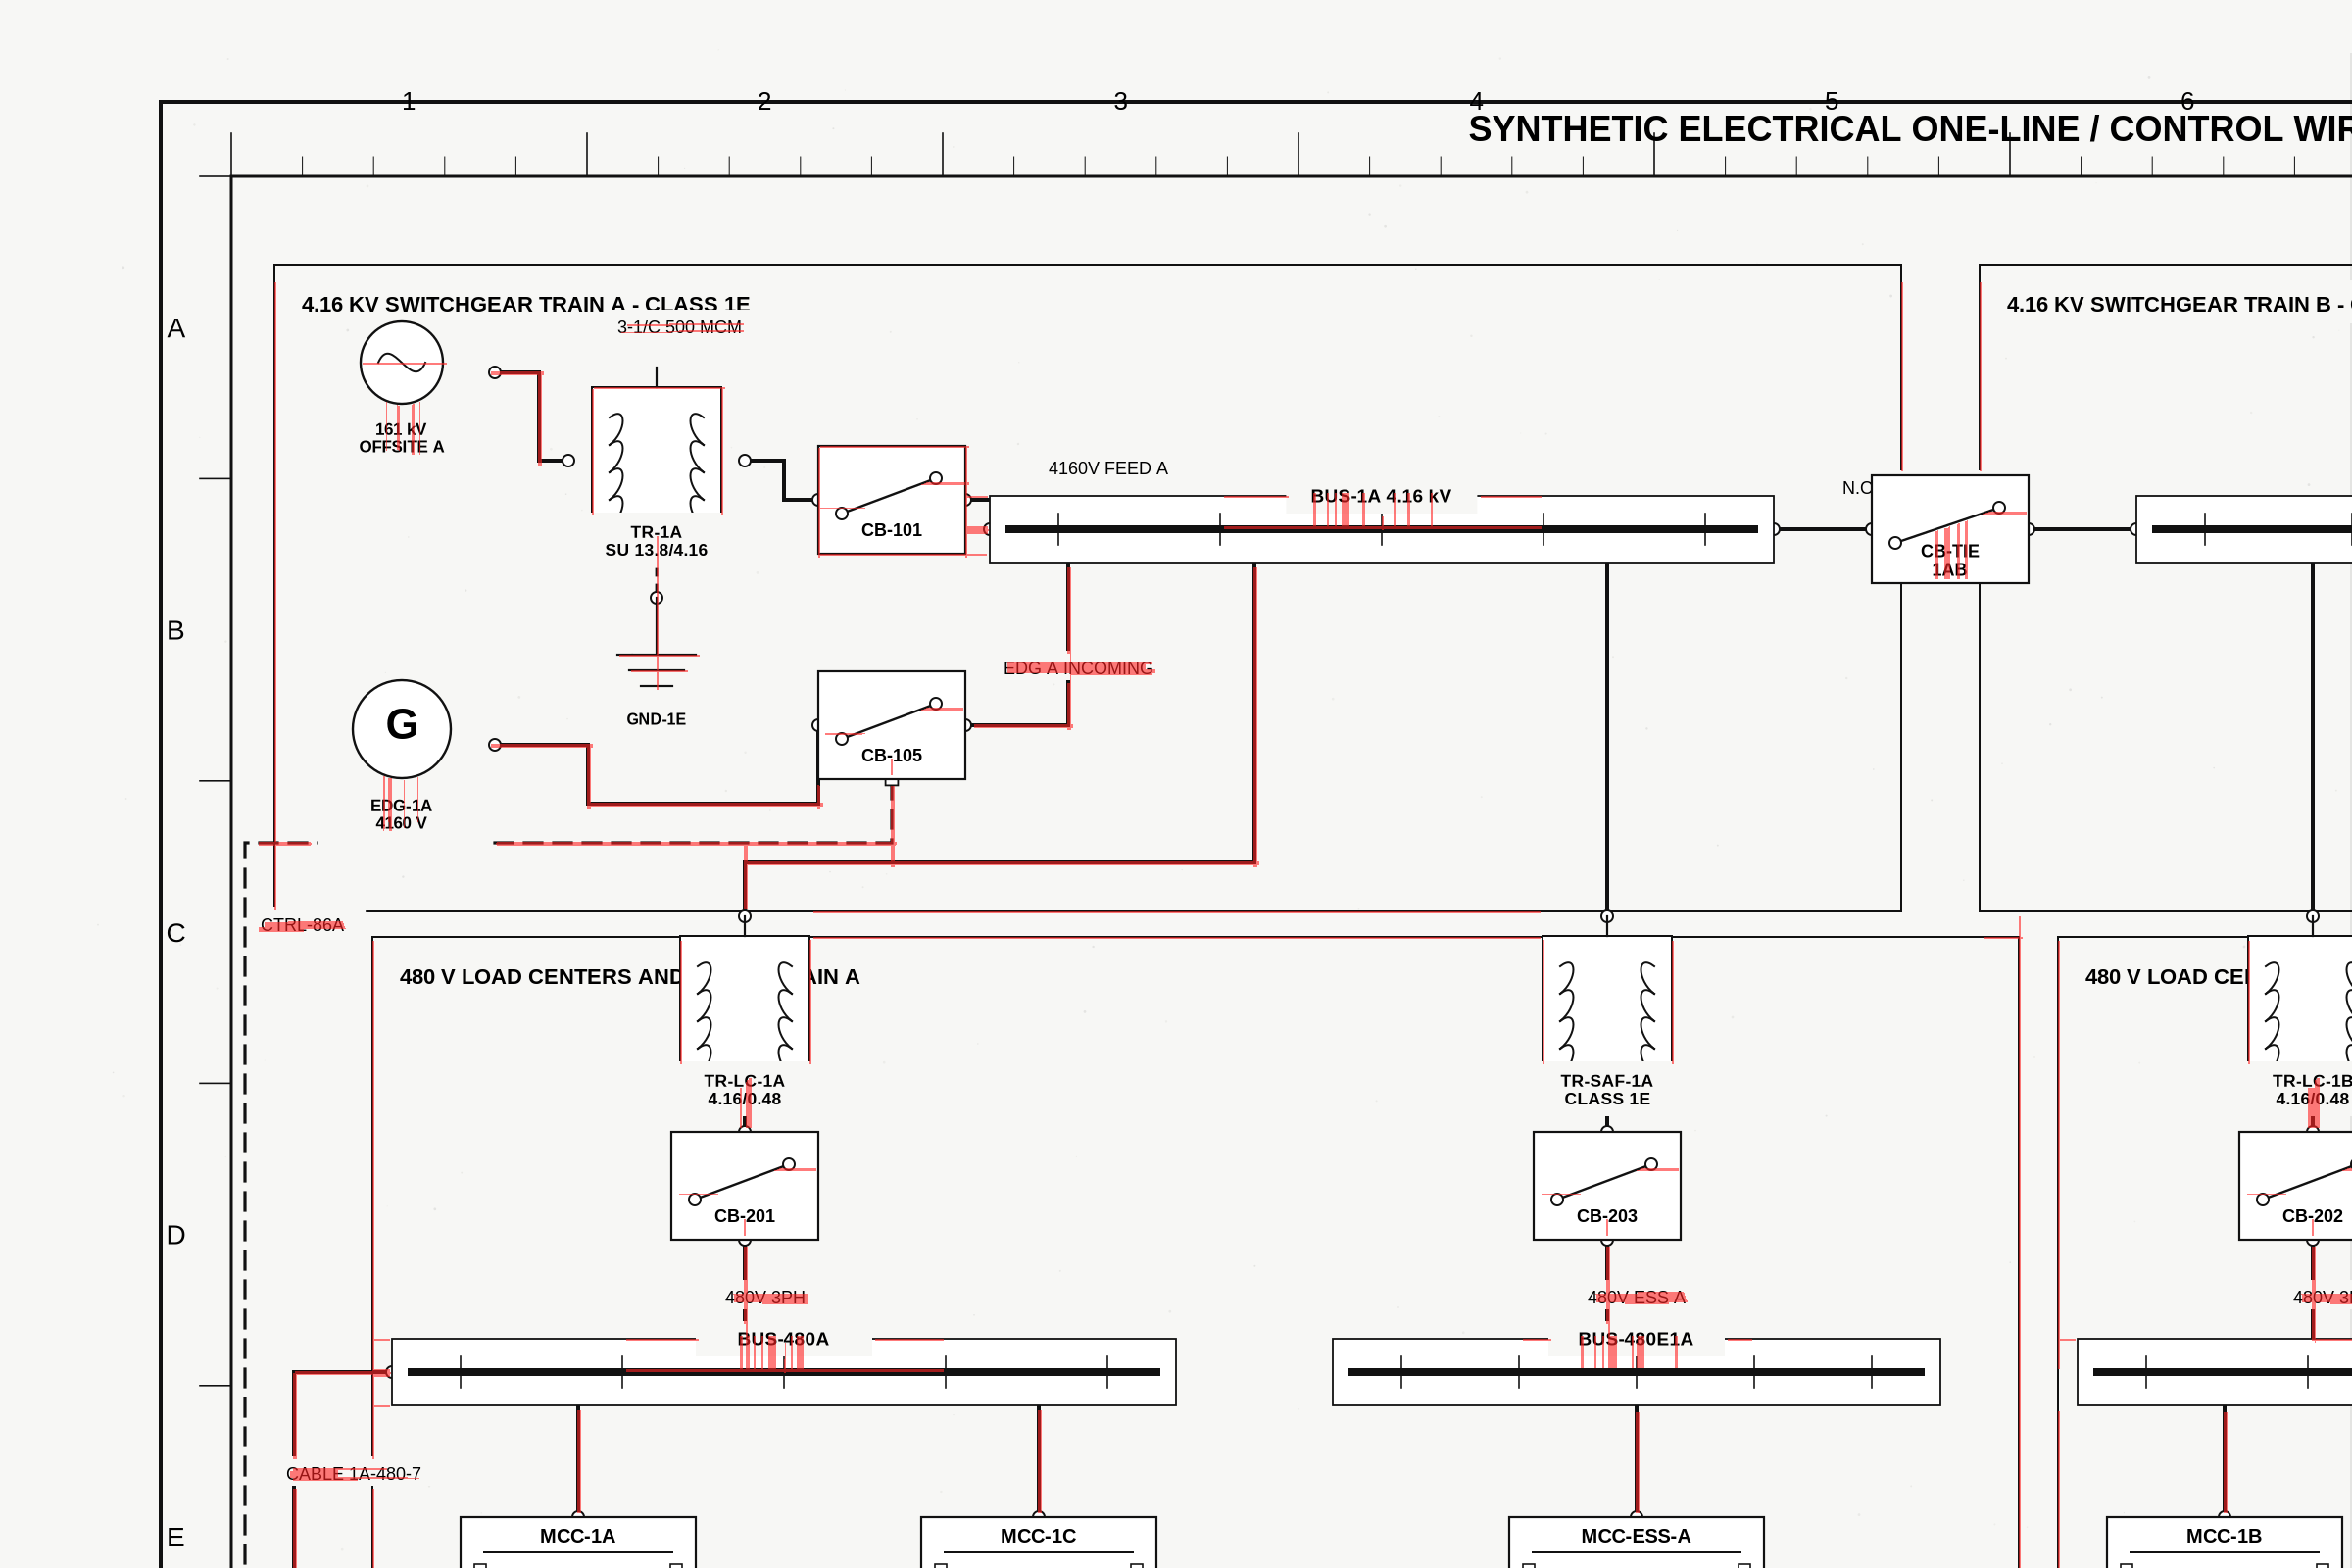 1 2 3 4 5 6
SYNTHETIC ELECTRICAL ONE-LINE / CONTROL
A
4.16 KV SWITCHGEAR TRAIN A - CLASS 1E
4.16 KV SWITCHGEAR TRAIN B -
3-1/C 500 MCM
161 kV
OFFSITE A
4160V FEED A
N.O
BUS-1A 4.16 kV
CB-101
TR-1A
SU 13.8/4.16
CB-TIE
1AB
B
EDG A INCOMING
GND-1E
G
CB-105
EDG-1A
4160 V
CTRL-86A
C
480 V LOAD CENTERS AND AIN A
480 V LOAD
TR-LC-1A
4.16/0.48
TR-SAF-1A
CLASS 1E
TR-LC-1B
4.16/0.48
CB-201
CB-203
CB-202
D
480V 3PH
480V ESS A
480V
BUS-480A
BUS-480E1A
CABLE 1A-480-7
E
MCC-1A
MCC-1C
MCC-ESS-A
MCC-1B